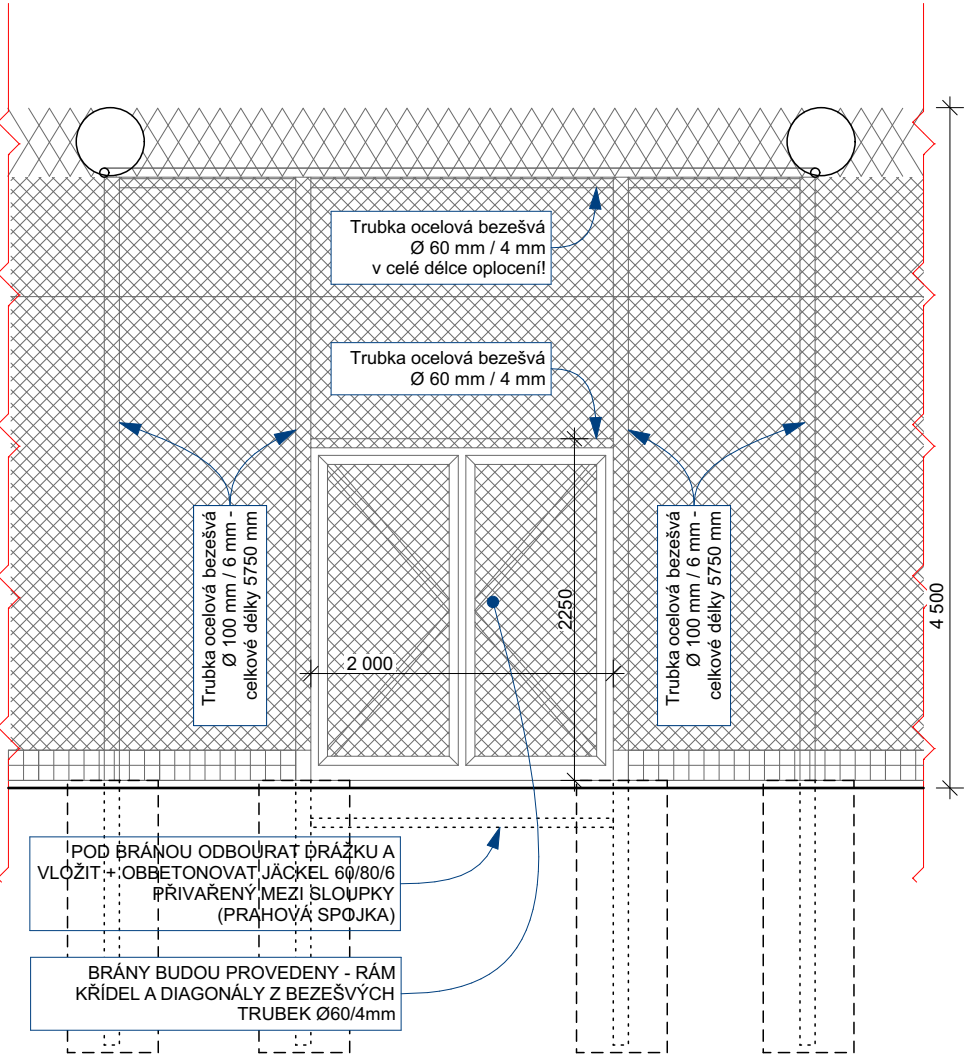 Trubka ocelová bezešvá
Ø 60 mm / 4 mm
v celé délce oplocení!
Trubka ocelová bezešvá
Ø 60 mm / 4 mm
Trubka ocelová bezešvá
Ø 100 mm / 6 mm -
celkové délky 5750 mm
2 000
2250
Trubka ocelová bezešvá
Ø 100 mm / 6 mm -
celkové délky 5750 mm
4 500
POD BRÁNOU ODBOURAT DRÁŽKU A
VLOŽIT + OBBETONOVAT JÄCKEL 60/80/6
PŘIVAŘENÝ MEZI SLOUPKY
(PRAHOVÁ SPOJKA)
BRÁNY BUDOU PROVEDENY - RÁM
KŘÍDEL A DIAGONÁLY Z BEZEŠVÝCH
TRUBEK Ø60/4mm